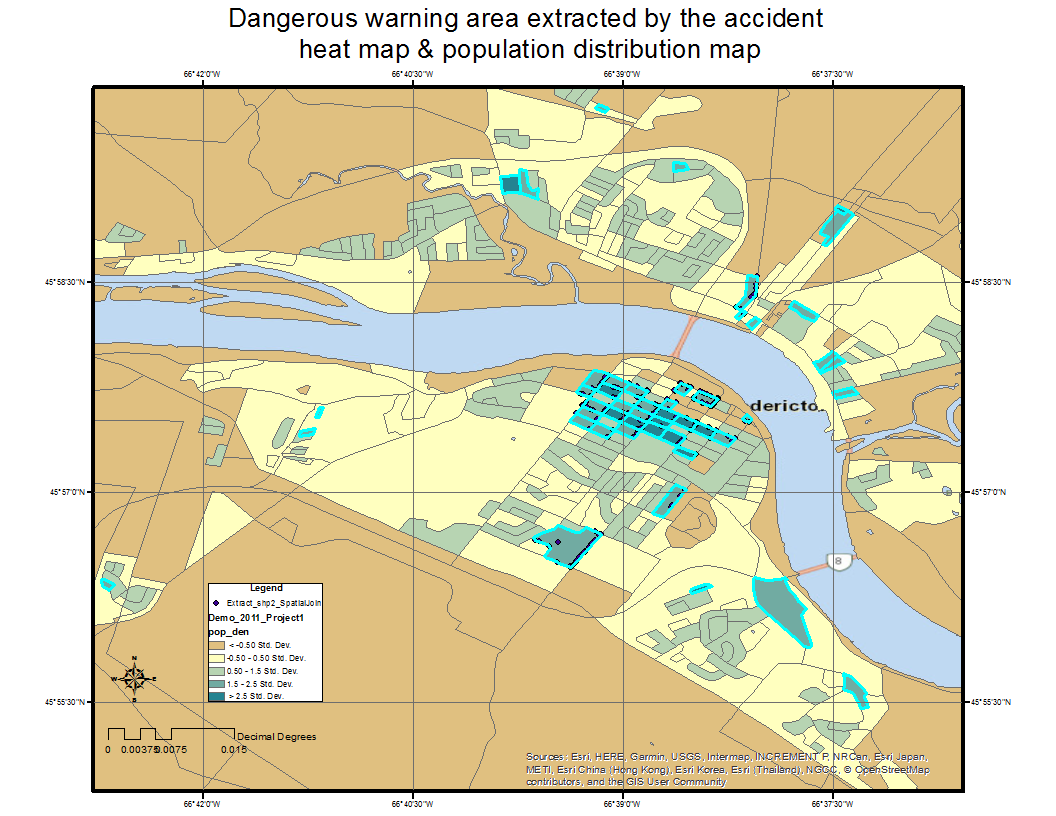 Dangerous warning area extracted by the accident
heat map & population distribution map
66°42'0"W 66°40'30"W 66°39'0"W 66°37'30"W
45°58'30"N 45°58'30"N
dericto
45°57'0"N 45°57'0"N
8
Legend
Extract_shp2_SpatialJoin
Demo_2011_Project1
pop_den
< -0.50 Std. Dev.
-0.50 - 0.50 Std. Dev.
0.50 - 1.5 Std. Dev.
1.5 - 2.5 Std. Dev.
> 2.5 Std. Dev.
N
W E
S
45°55'30"N 45°55'30"N
Decimal Degrees
0 0.00375 0.0075 0.015
Sources: Esri, HERE, Garmin, USGS, Intermap, INCREMENT P, NRCan, Esri Japan,
METI, Esri China (Hong Kong), Esri Korea, Esri (Thailand), NGCC, © OpenStreetMap
contributors, and the GIS User Community
66°42'0"W 66°40'30"W 66°39'0"W 66°37'30"W